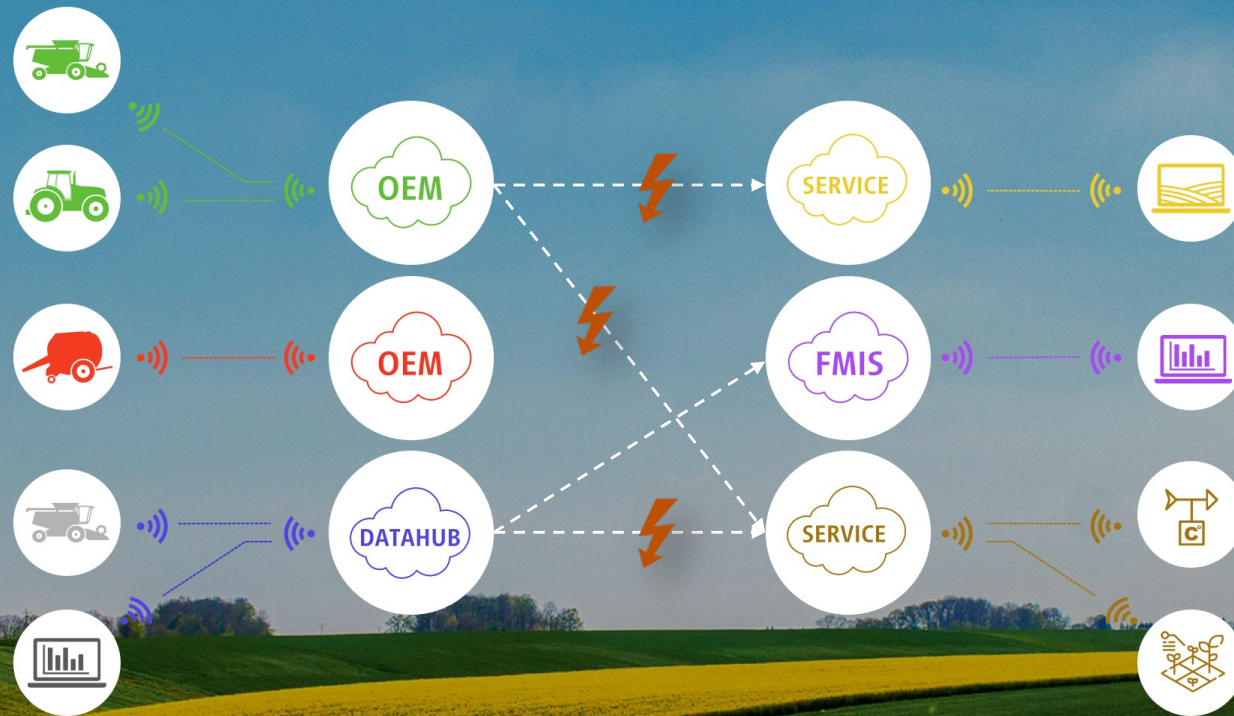 OEM
SERVICE
OEM
FMIS
DATAHUB
SERVICE
C°